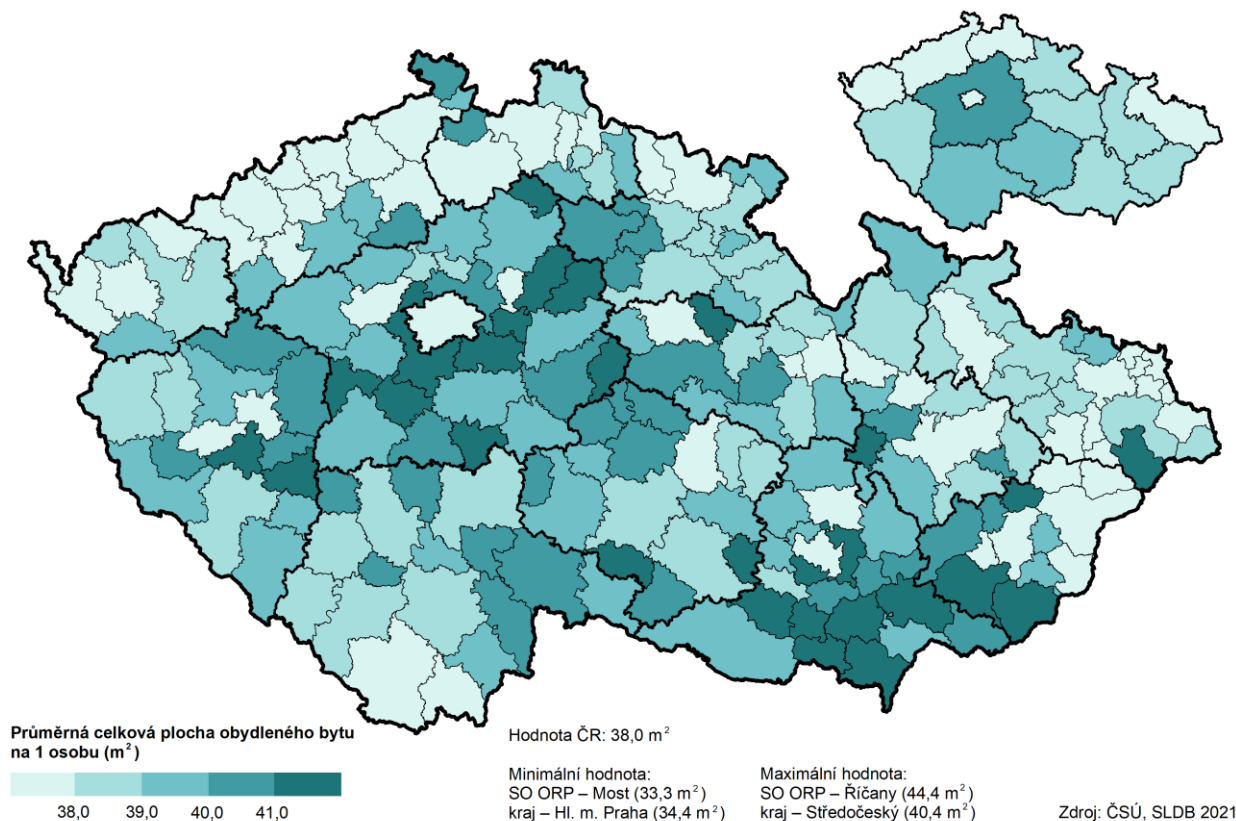 Průměrná celková plocha obydleného bytu
na 1 osobu (m²)
38,0 39,0 40,0 41,0
Hodnota ČR: 38,0 m²
Minimální hodnota:
SO ORP – Most (33,3 m²)
kraj – Hl. m. Praha (34,4 m²)
Maximální hodnota:
SO ORP – Říčany (44,4 m²)
kraj – Středočeský (40,4 m²)
Zdroj: ČSÚ, SLDB 2021